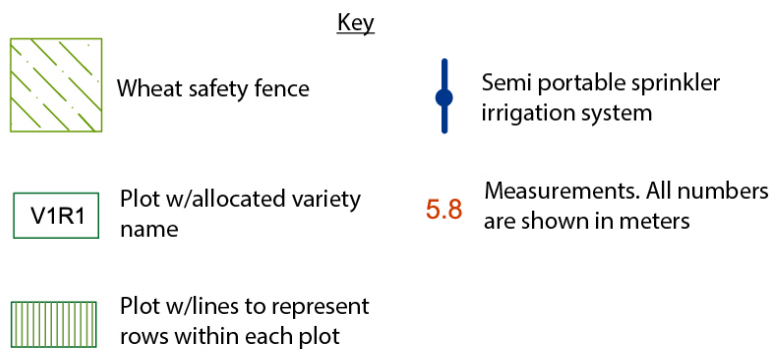 Key
Wheat safety fence
Semi portable sprinkler
irrigation system
V1R1
Plot w/allocated variety
name
5.8
Measurements. All numbers
are shown in meters
Plot w/lines to represent
rows within each plot